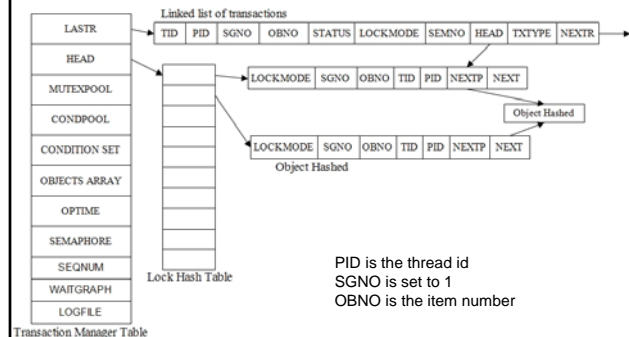 Linked list of transactions
LASTR
TID PID SGNO OBNO STATUS LOCKMODE SEMNO HEAD TXTYPE NEXTR
HEAD
LOCKMODE SGNO OBNO TID PID NEXTP NEXT
MUTEXPOOL
Object Hashed
CONDPOOL
LOCKMODE SGNO OBNO TID PID NEXTP NEXT
CONDITION SET
Object Hashed
OBJECTS ARRAY
OPTIME
SEMAPHORE
SEQNUM
WAITGRAPH
LOGFILE
Transaction Manager Table
Lock Hash Table
PID is the thread id
SGNO is set to 1
OBNO is the item number